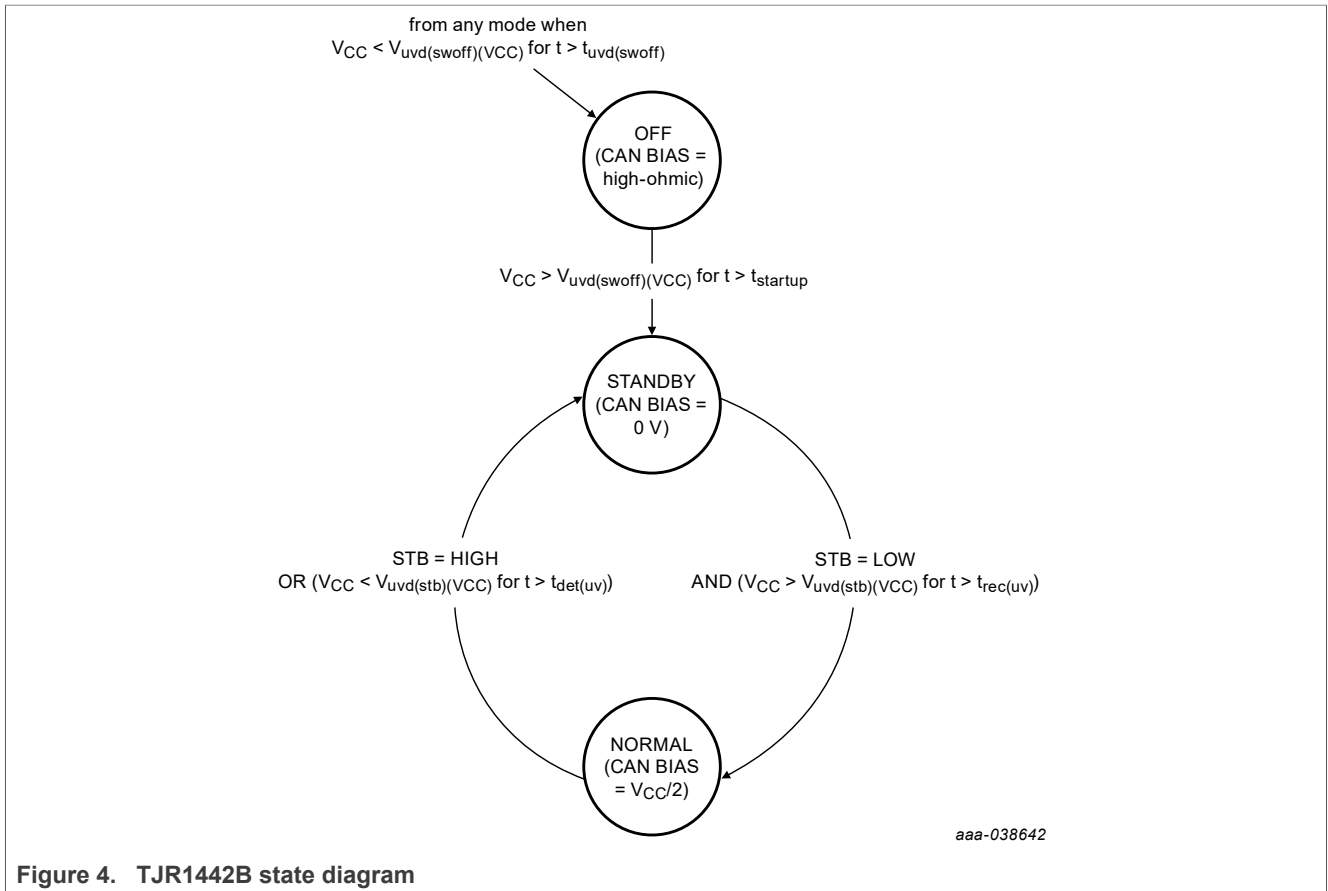 from any mode when
VCC < Vuvd(swoff)(VCC) for t > tuvd(swoff)
OFF
(CAN BIAS =
high-ohmic)
VCC > Vuvd(swoff)(VCC) for t > tstartup
STANDBY
(CAN BIAS =
0 V)
STB = HIGH
OR (VCC < Vuvd(stb)(VCC) for t > tdet(uv))
STB = LOW
AND (VCC > Vuvd(stb)(VCC) for t > trec(uv))
NORMAL
(CAN BIAS
= VCC/2)
aaa-038642
Figure 4. TJR1442B state diagram